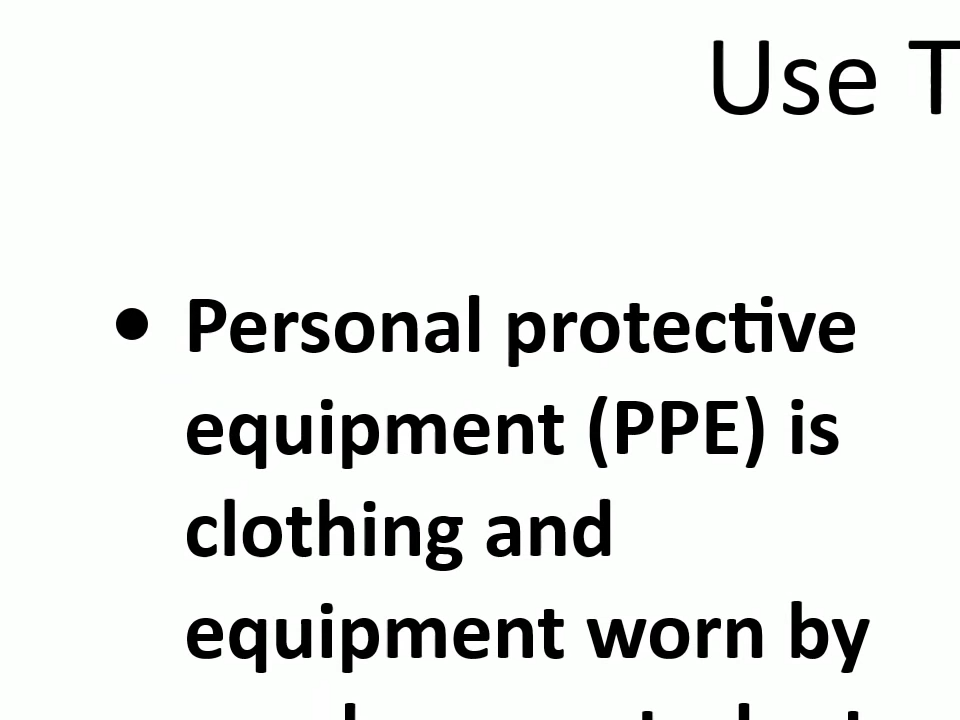 Use T
• Personal protective
equipment (PPE) is
clothing and
equipment worn by